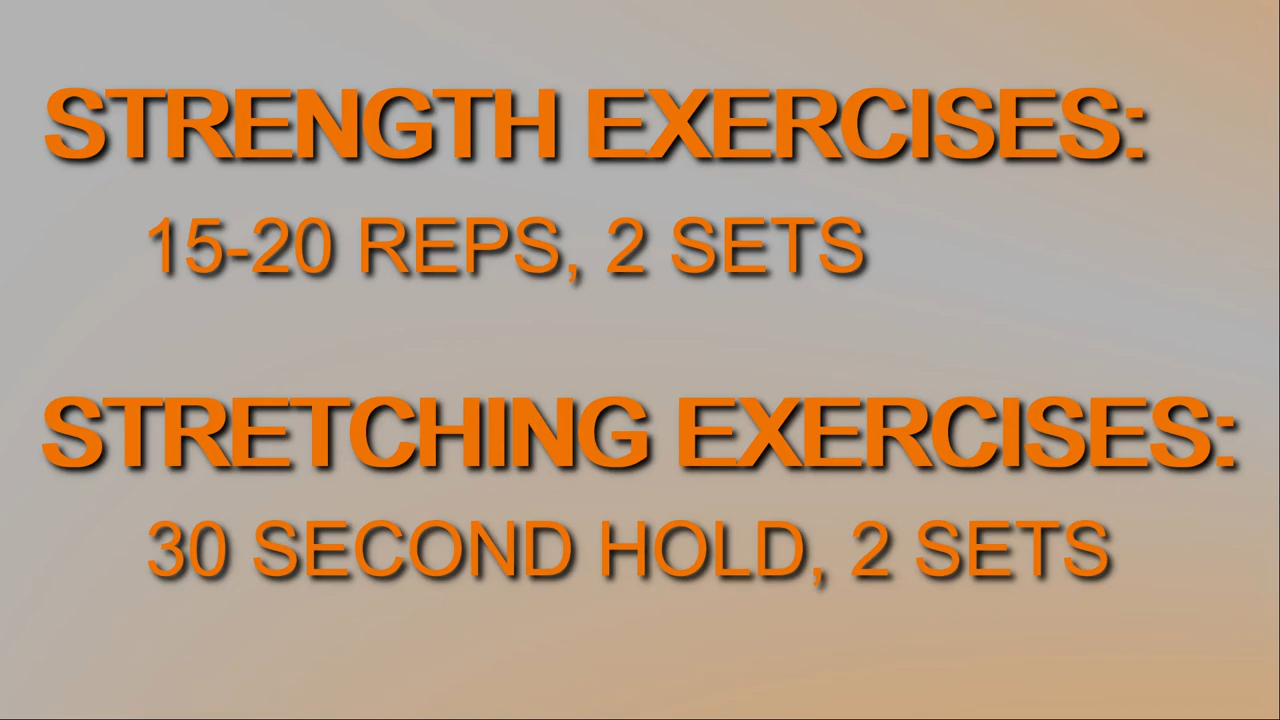 STRENGTH EXERCISES:
15-20 REPS, 2 SETS
STRETCHING EXERCISES:
30 SECOND HOLD, 2 SETS